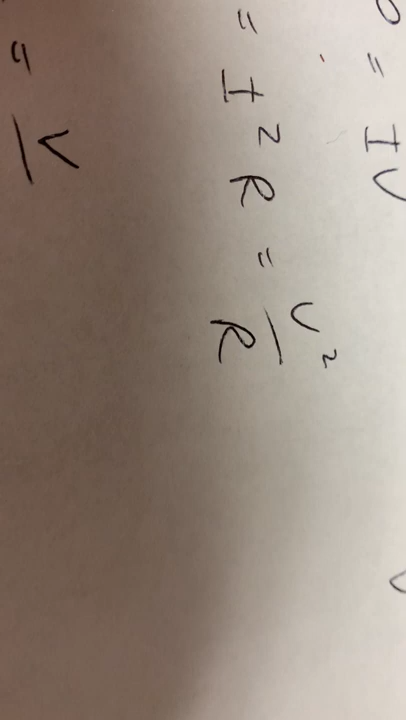 = IV
= I²R = V²/R
= V